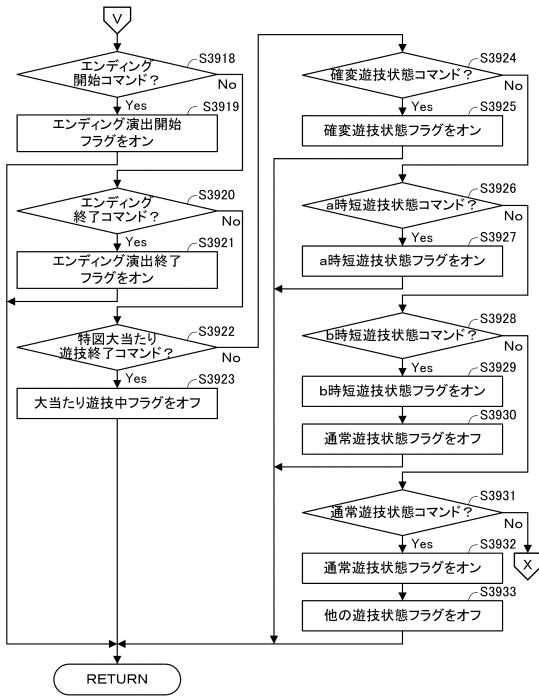 V
エンディング
開始コマンド？
S3918
No
Yes
S3919
エンディング演出開始
フラグをオン
エンディング
終了コマンド？
S3920
No
Yes
S3921
エンディング演出終了
フラグをオン
特図大当たり
遊技終了コマンド？
S3922
No
Yes
S3923
大当たり遊技中フラグをオフ
確変遊技状態コマンド？
S3924
No
Yes
S3925
確変遊技状態フラグをオン
a時短遊技状態コマンド？
S3926
No
Yes
S3927
a時短遊技状態フラグをオン
b時短遊技状態コマンド？
S3928
No
Yes
S3929
b時短遊技状態フラグをオン
S3930
通常遊技状態フラグをオフ
通常遊技状態コマンド？
S3931
No
Yes
S3932
通常遊技状態フラグをオン
X
S3933
他の遊技状態フラグをオフ
RETURN